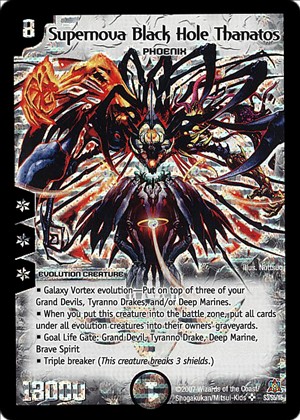 8
Supernova Black Hole Thanatos
PHOENIX
Illus. Nottsuo
EVOLUTION CREATURE
■ Galaxy Vortex evolution—Put on top of three of your
Grand Devils, Tyranno Drakes, and/or Deep Marines.
■ When you put this creature into the battle zone, put all cards
under all evolution creatures into their owners' graveyards.
■ Goal Life Gate: Grand Devil, Tyranno Drake, Deep Marine,
Brave Spirit
■ Triple breaker (This creature breaks 3 shields.)
13000
©2007 Wizards of the Coast/
Shogakukan/Mitsui-Kids